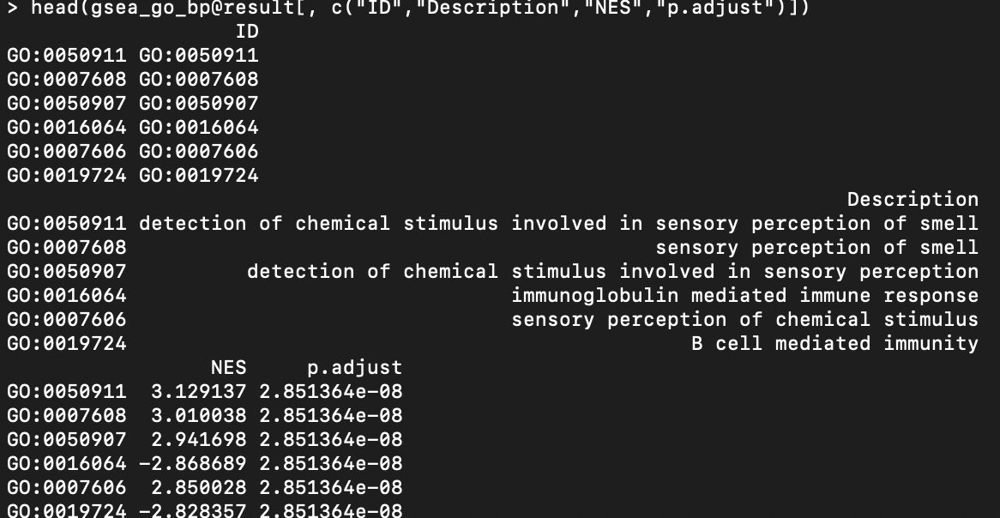 > head(gsea_go_bp@result[, c("ID","Description","NES","p.adjust")])
ID
GO:0050911 GO:0050911
GO:0007608 GO:0007608
GO:0050907 GO:0050907
GO:0016064 GO:0016064
GO:0007606 GO:0007606
GO:0019724 GO:0019724
Description
GO:0050911 detection of chemical stimulus involved in sensory perception of smell
GO:0007608 sensory perception of smell
GO:0050907 detection of chemical stimulus involved in sensory perception
GO:0016064 immunoglobulin mediated immune response
GO:0007606 sensory perception of chemical stimulus
GO:0019724 B cell mediated immunity
NES p.adjust
GO:0050911 3.129137 2.851364e-08
GO:0007608 3.010038 2.851364e-08
GO:0050907 2.941698 2.851364e-08
GO:0016064 -2.868689 2.851364e-08
GO:0007606 2.850028 2.851364e-08
GO:0019724 -2.828357 2.851364e-08